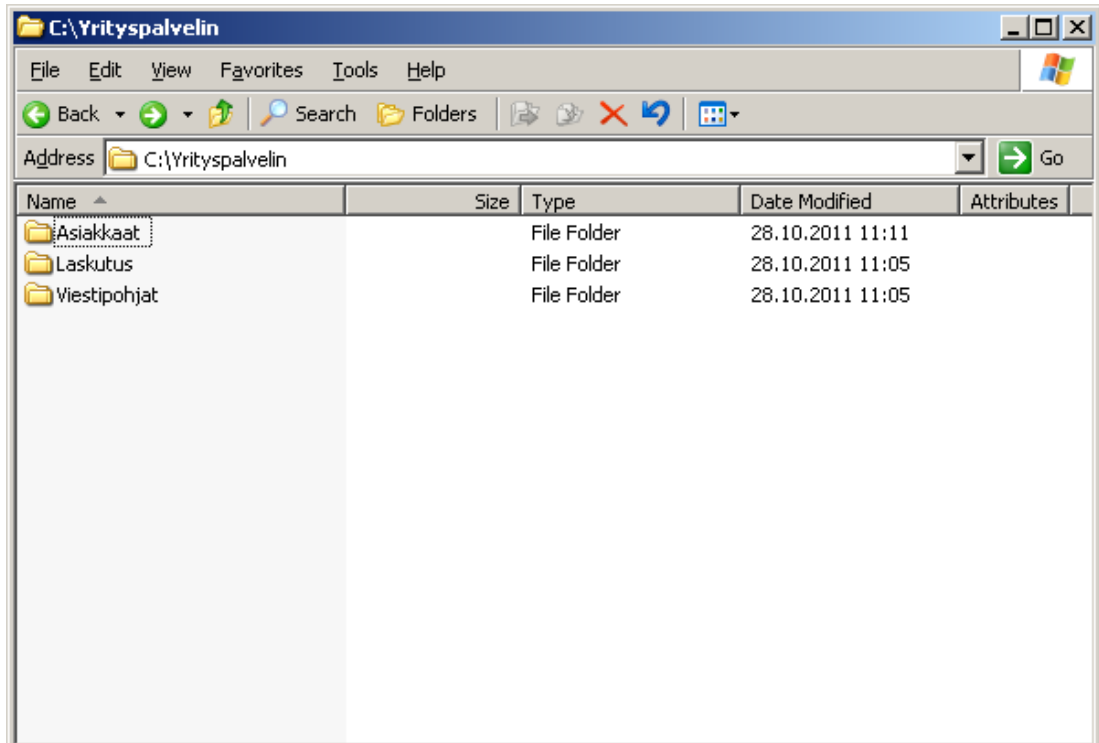 C:\Yrityspalvelin
File Edit View Favorites Tools Help
Back Search Folders
Address C:\Yrityspalvelin Go
Name Size Type Date Modified Attributes
Asiakkaat File Folder 28.10.2011 11:11
Laskutus File Folder 28.10.2011 11:05
Viestipohjat File Folder 28.10.2011 11:05